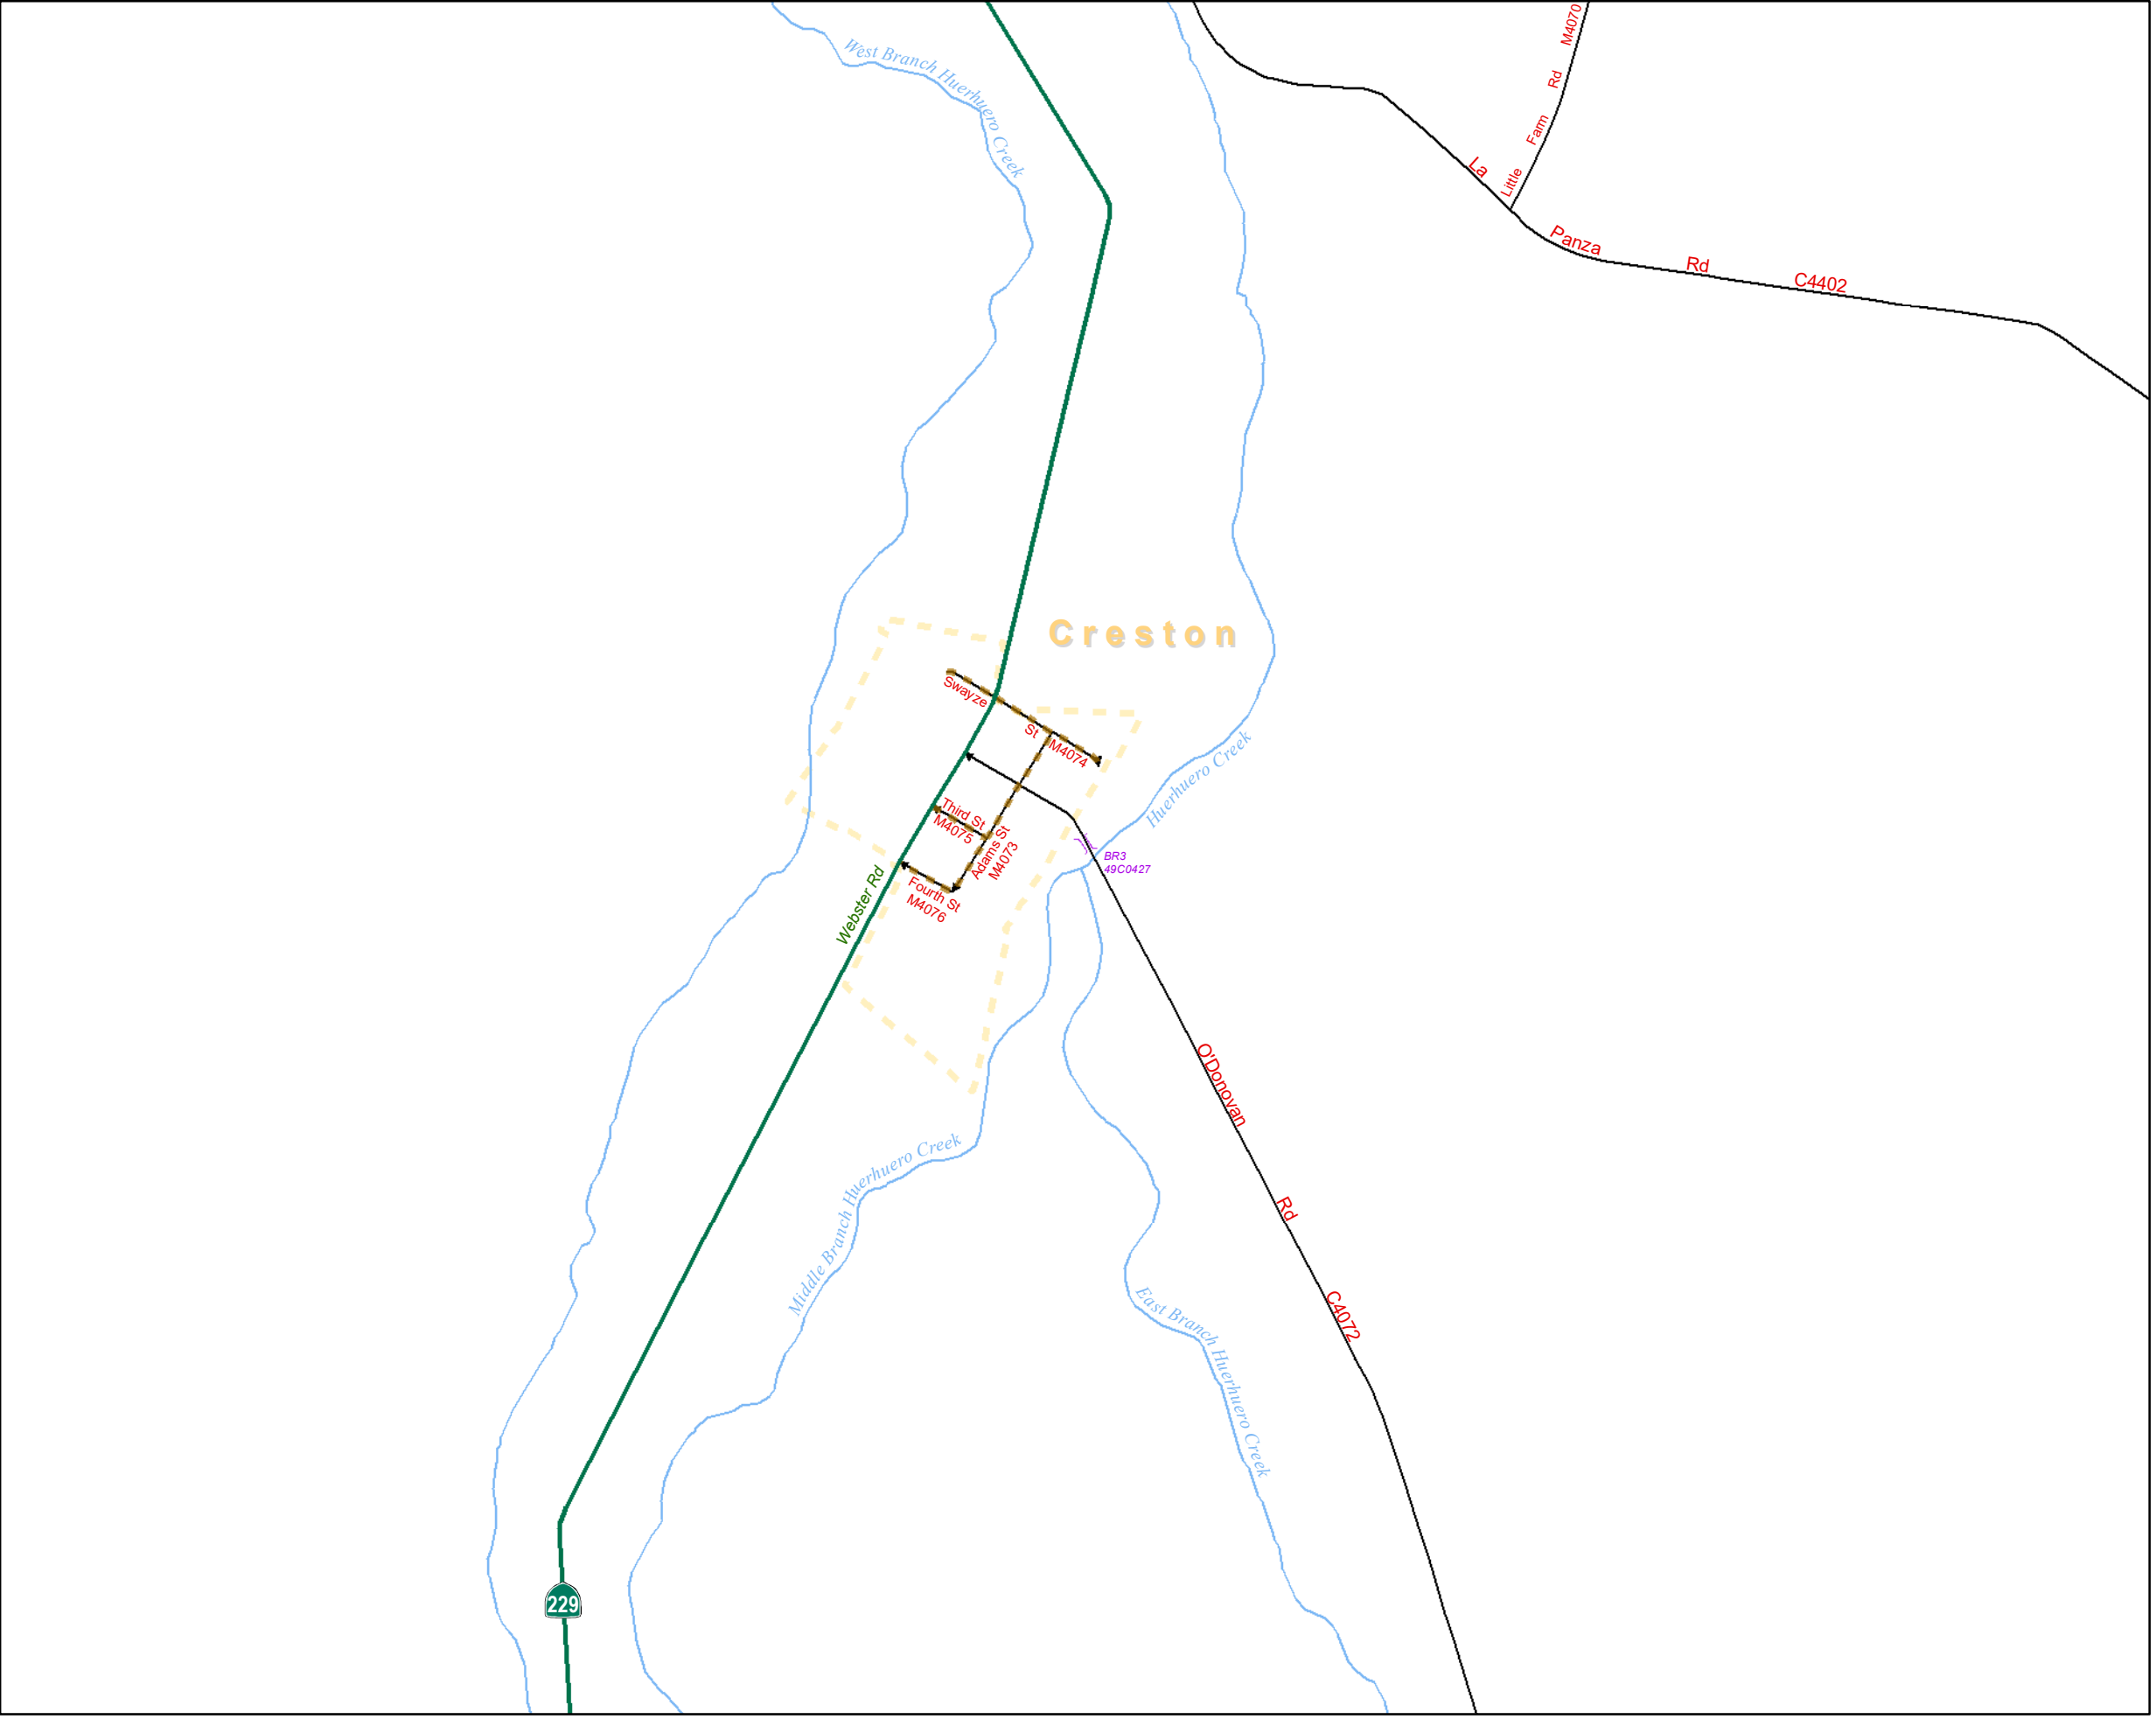 West Branch Huerhuero Creek
M4070
Rd
Farm
Little
La
Panza
Rd
C4402
Creston
Swayze
St
M4074
Huerhuero Creek
Third St
M4075
Adams St
M4073
BR3
49C0427
Fourth St
M4076
Webster Rd
O'Donovan
Rd
C4072
Middle Branch Huerhuero Creek
East Branch Huerhuero Creek
229